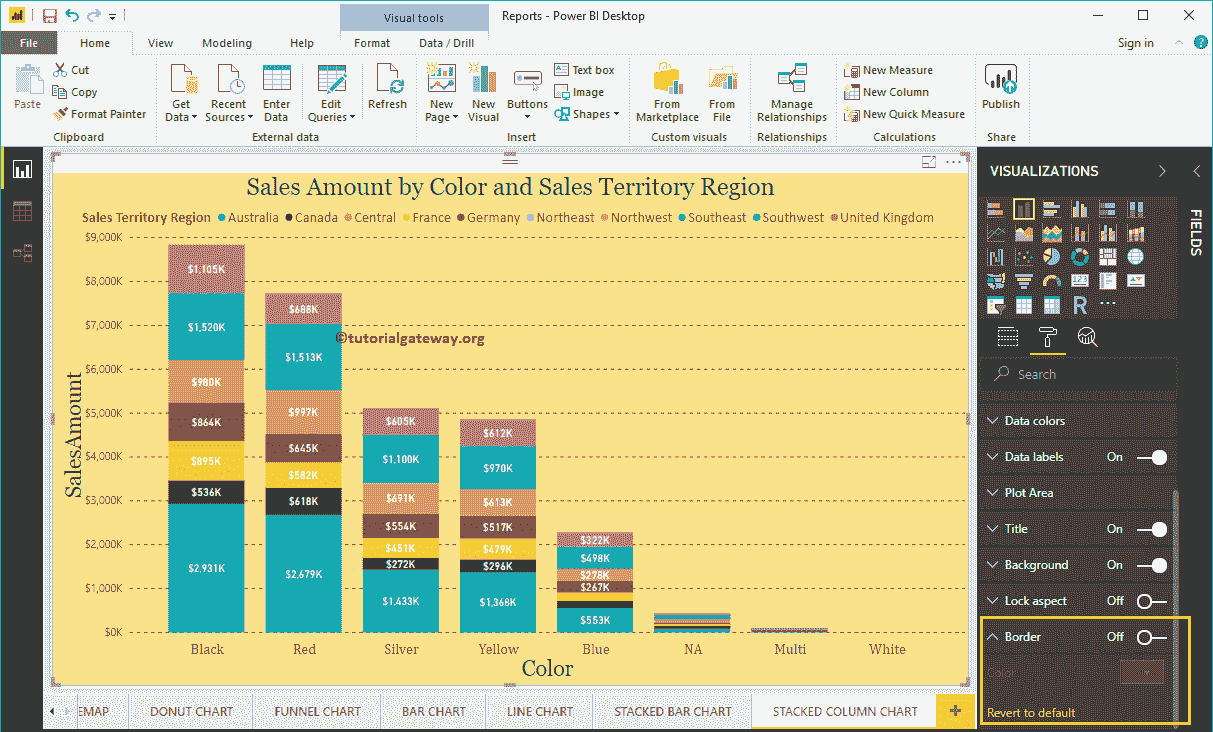 Visual tools
Reports - Power BI Desktop
File Home View Modeling Help Format Data / Drill Sign in
Paste
Cut
Copy
Format Painter
Clipboard
Get Data
Recent Sources
Enter Data
Edit Queries
External data
Refresh
New Page
New Visual
Buttons
Text box
Image
Shapes
Insert
From Marketplace
From File
Custom visuals
Manage Relationships
Relationships
New Measure
New Column
New Quick Measure
Calculations
Publish
Share
Sales Amount by Color and Sales Territory Region
Sales Territory Region Australia Canada Central France Germany Northeast Northwest Southeast Southwest United Kingdom
SalesAmount
$9,000K
$8,000K
$7,000K
$6,000K
$5,000K
$4,000K
$3,000K
$2,000K
$1,000K
$0K
$1,105K
$1,520K
$980K
$864K
$895K
$536K
$2,931K
$688K
$1,513K
$997K
$645K
$582K
$618K
$2,679K
$605K
$1,100K
$691K
$554K
$451K
$272K
$1,433K
$612K
$970K
$613K
$517K
$479K
$296K
$1,368K
$322K
$498K
$278K
$267K
$553K
©tutorialgateway.org
Black Red Silver Yellow Blue NA Multi White
Color
EMAP DONUT CHART FUNNEL CHART BAR CHART LINE CHART STACKED BAR CHART STACKED COLUMN CHART +
VISUALIZATIONS
FIELDS
123
R
Search
Data colors
Data labels On
Plot Area
Title On
Background On
Lock aspect Off
Border Off
Color
Revert to default